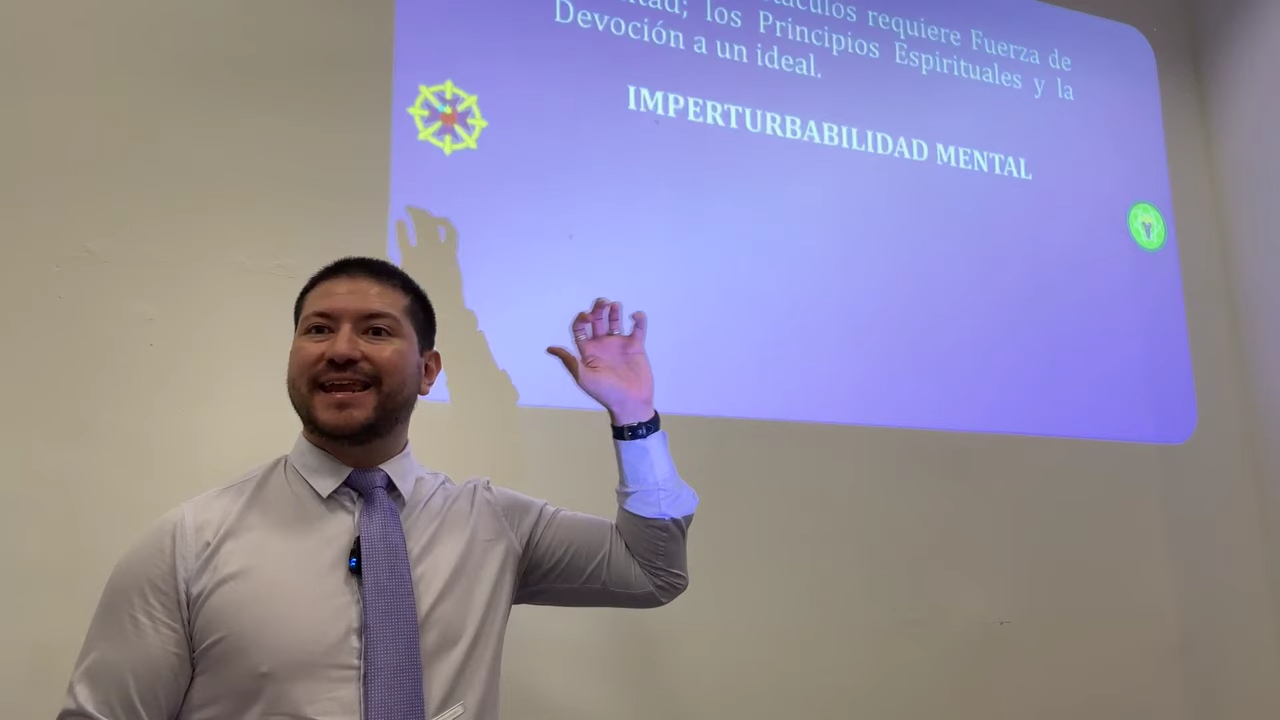 requiere Fuerza de
los Principios Espirituales y la
Devoción a un ideal.
IMPERTURBABILIDAD MENTAL